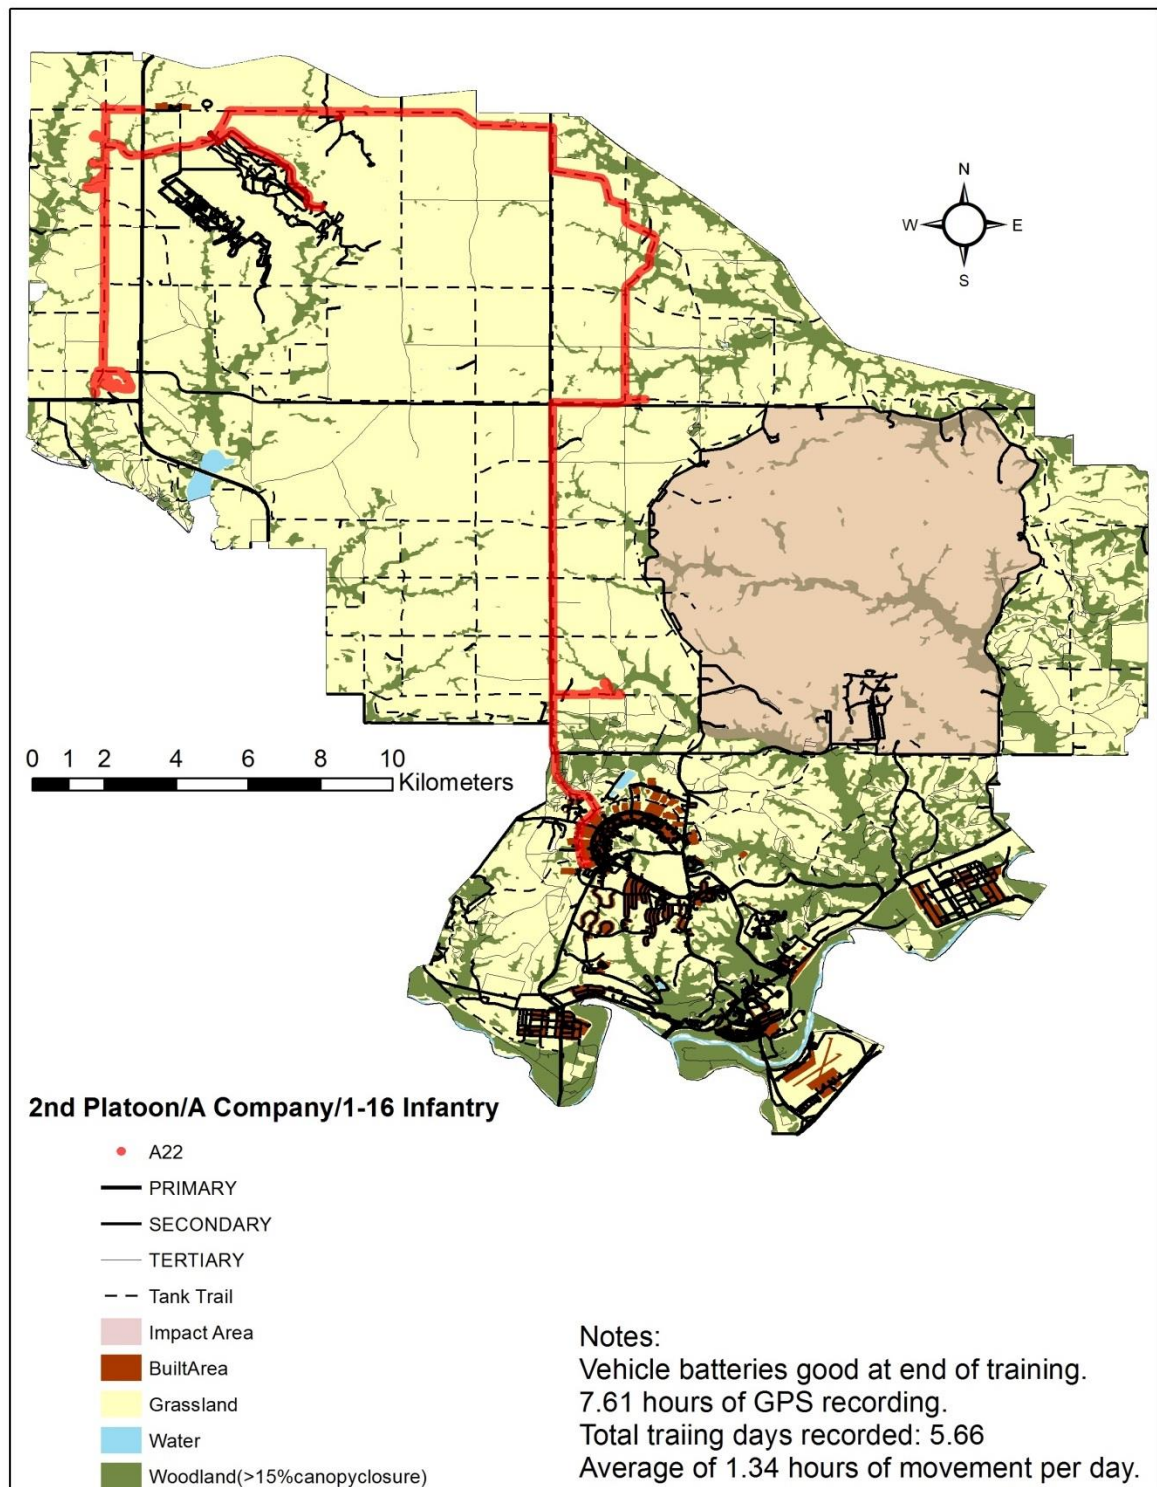 N
W
E
S
0 1 2 4 6 8 10
Kilometers
2nd Platoon/A Company/1-16 Infantry
A22
PRIMARY
SECONDARY
TERTIARY
Tank Trail
Impact Area
BuiltArea
Grassland
Water
Woodland(>15%canopyclosure)
Notes:
Vehicle batteries good at end of training.
7.61 hours of GPS recording.
Total traiing days recorded: 5.66
Average of 1.34 hours of movement per day.